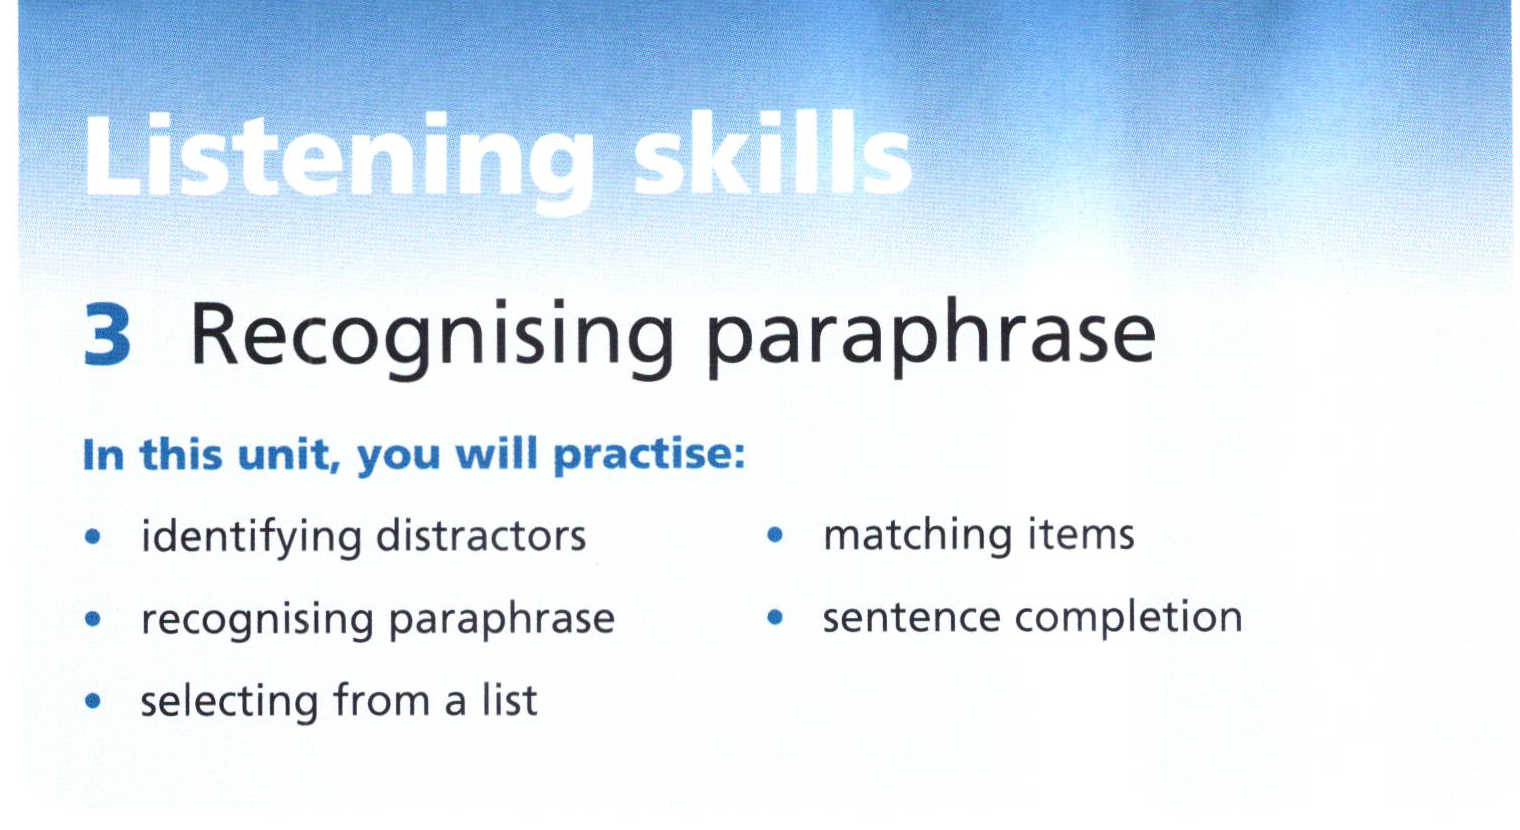 Listening skills
3 Recognising paraphrase
In this unit, you will practise:
• identifying distractors
• recognising paraphrase
• selecting from a list
• matching items
• sentence completion